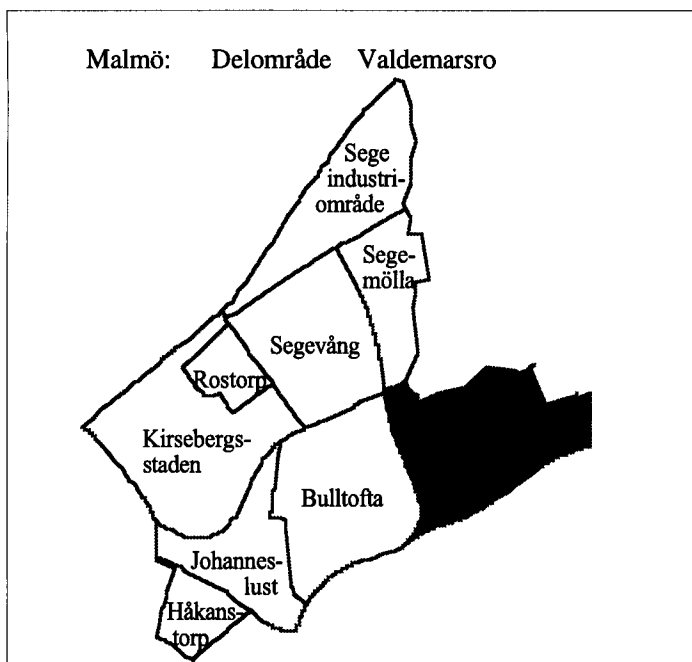 Malmö: Delområde Valdemarsro
Sege
industri-
område
Sege-
mölla
Segevång
Rostorp
Kirsebergs-
staden
Bulltofta
Johannes-
lust
Håkans-
torp